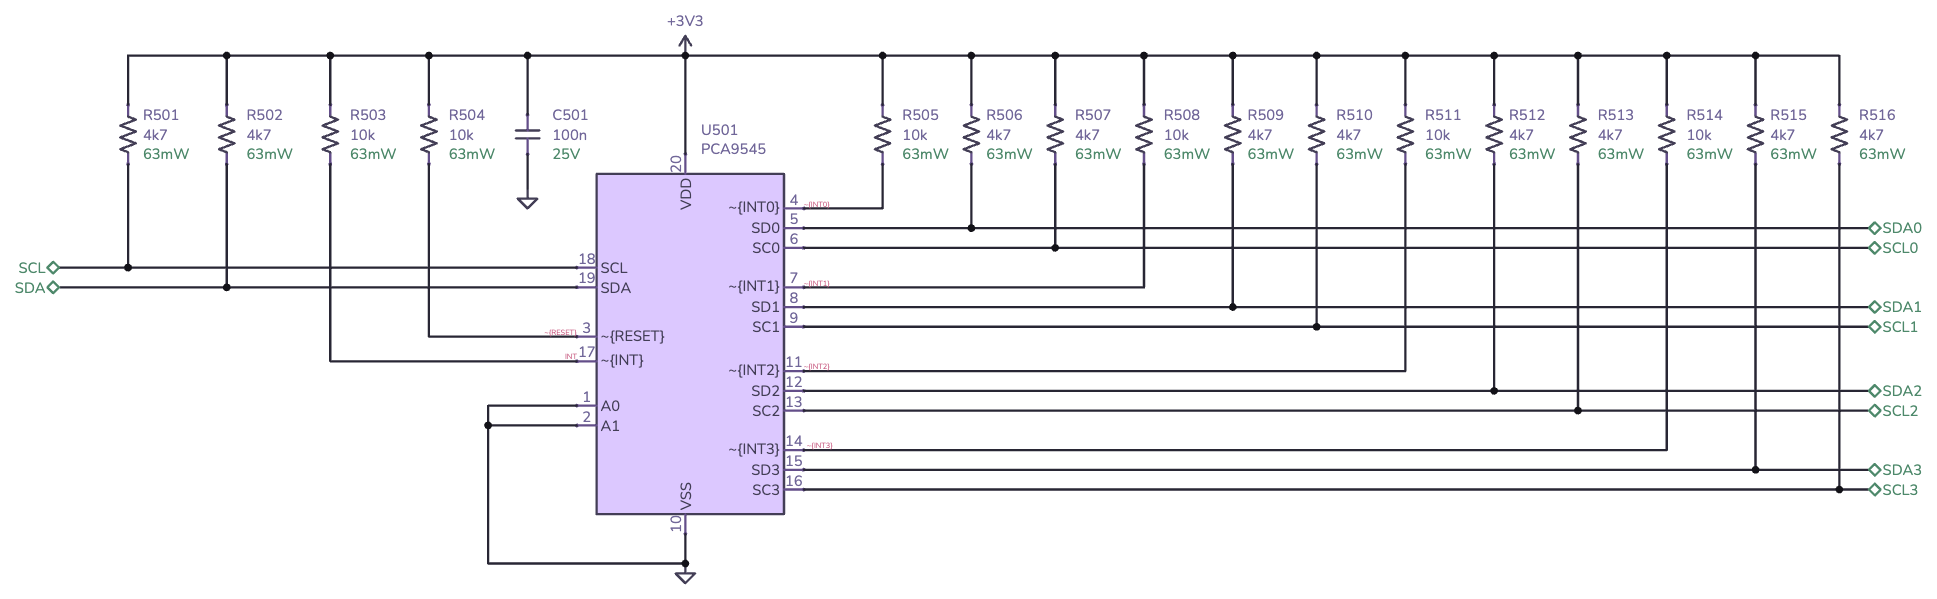 +3V3
R501
4k7
63mW
R502
4k7
63mW
R503
10k
63mW
R504
10k
63mW
C501
100n
25V
U501
PCA9545
R505
10k
63mW
R506
4k7
63mW
R507
4k7
63mW
R508
10k
63mW
R509
4k7
63mW
R510
4k7
63mW
R511
10k
63mW
R512
4k7
63mW
R513
4k7
63mW
R514
10k
63mW
R515
4k7
63mW
R516
4k7
63mW
20
VDD
~{INT0} 4 ~{INT0}
SD0 5 SDA0
SC0 6 SCL0
SCL 18 SCL
SDA 19 SDA
~{INT1} 7 ~{INT1}
SD1 8 SDA1
SC1 9 SCL1
~{RESET} 3 ~{RESET}
INT 17 ~{INT}
~{INT2} 11 ~{INT2}
SD2 12 SDA2
SC2 13 SCL2
1 A0
2 A1
~{INT3} 14 ~{INT3}
SD3 15 SDA3
SC3 16 SCL3
VSS
10